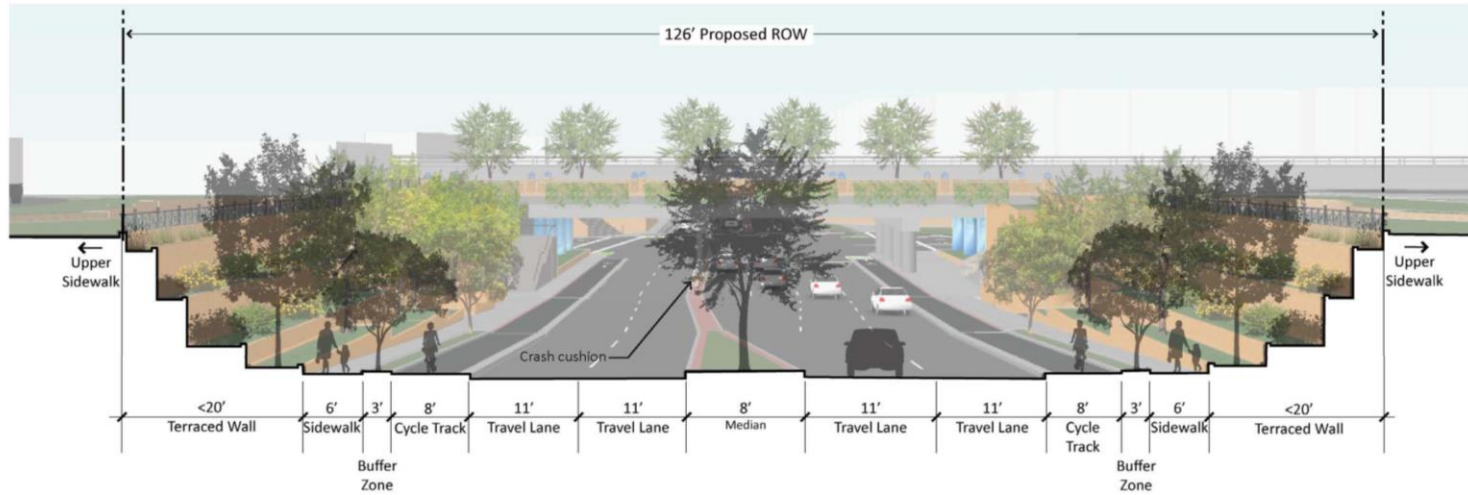 126' Proposed ROW
Upper
Sidewalk
Upper
Sidewalk
Crash cushion
<20'
Terraced Wall
6'
Sidewalk
3'
Buffer
Zone
8'
Cycle Track
11'
Travel Lane
11'
Travel Lane
8'
Median
11'
Travel Lane
11'
Travel Lane
8'
Cycle
Track
3'
Buffer
Zone
6'
Sidewalk
<20'
Terraced Wall